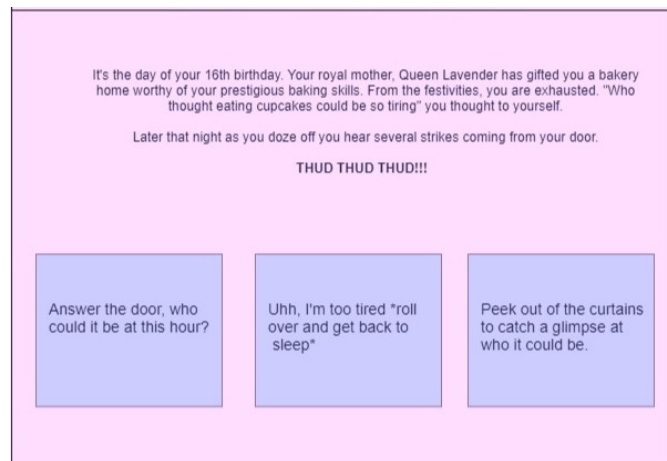 It's the day of your 16th birthday. Your royal mother, Queen Lavender has gifted you a bakery
home worthy of your prestigious baking skills. From the festivities, you are exhausted. "Who
thought eating cupcakes could be so tiring" you thought to yourself.
Later that night as you doze off you hear several strikes coming from your door.
THUD THUD THUD!!!
Answer the door, who
could it be at this hour?
Uhh, I'm too tired *roll
over and get back to
sleep*
Peek out of the curtains
to catch a glimpse at
who it could be.